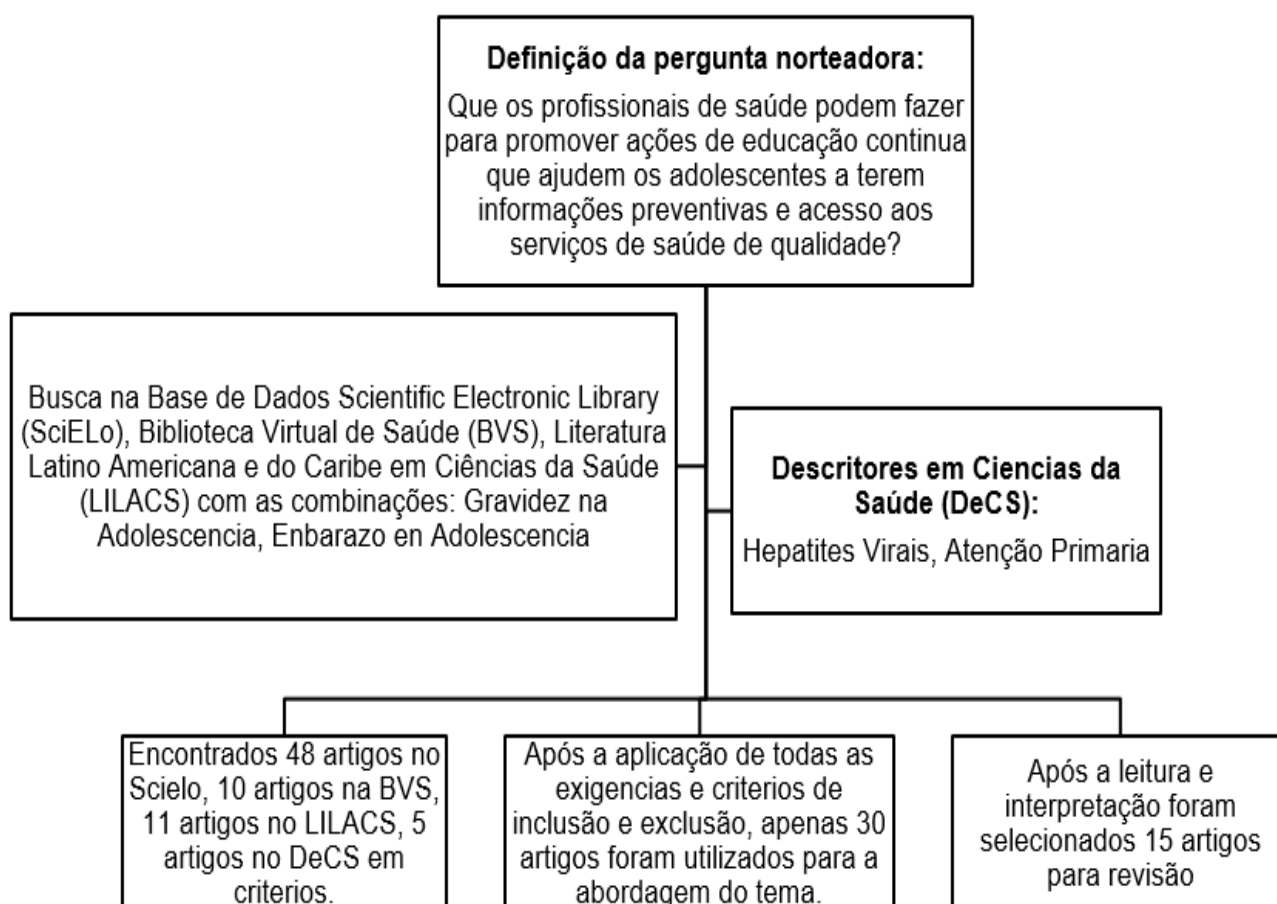 Definição da pergunta norteadora:
Que os profissionais de saúde podem fazer
para promover ações de educação continua
que ajudem os adolescentes a terem
informações preventivas e acesso aos
serviços de saúde de qualidade?
Busca na Base de Dados Scientific Electronic Library
(SciELo), Biblioteca Virtual de Saúde (BVS), Literatura
Latino Americana e do Caribe em Ciências da Saúde
(LILACS) com as combinações: Gravidez na
Adolescencia, Enbarazo en Adolescencia
Descritores em Ciencias da
Saúde (DeCS):
Hepatites Virais, Atenção Primaria
Encontrados 48 artigos no
Scielo, 10 artigos na BVS,
11 artigos no LILACS, 5
artigos no DeCS em
criterios.
Após a aplicação de todas as
exigencias e criterios de
inclusão e exclusão, apenas 30
artigos foram utilizados para a
abordagem do tema.
Após a leitura e
interpretação foram
selecionados 15 artigos
para revisão